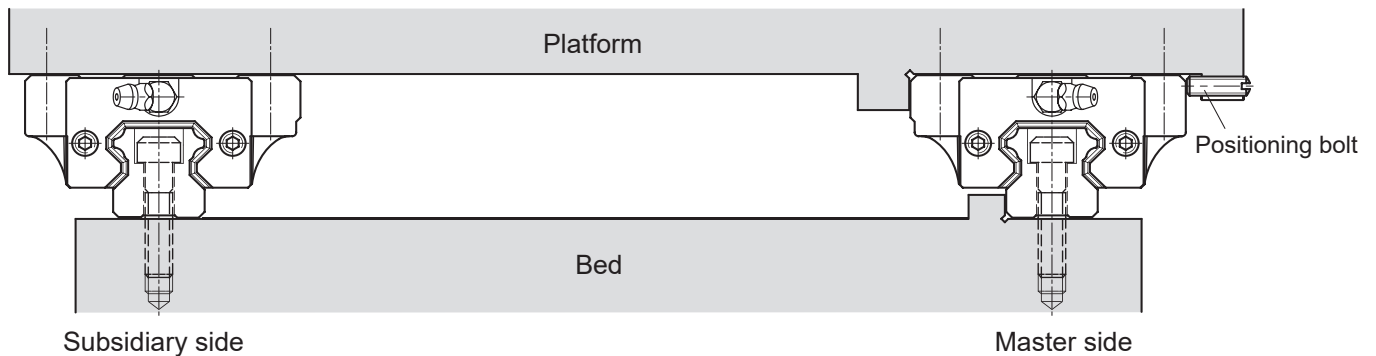 Platform
Positioning bolt
Bed
Subsidiary side
Master side